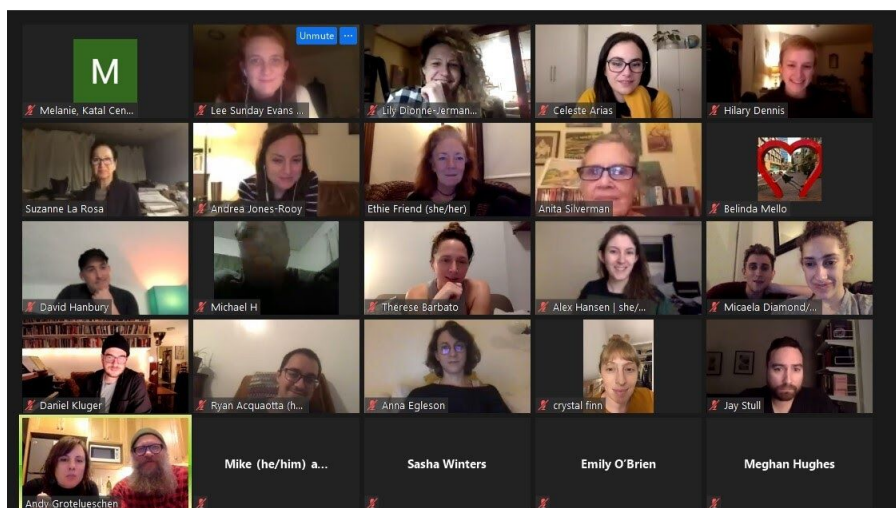 Unmute
...
M
Melanie, Katal Cen...
Lee Sunday Evans ...
Lily Dionne-Jerman...
Celeste Arias
Hilary Dennis
Suzanne La Rosa
Andrea Jones-Rooy
Ethie Friend (she/her)
Anita Silverman
Belinda Mello
David Hanbury
Michael H
Therese Barbato
Alex Hansen | she/...
Micaela Diamond/...
Daniel Kluger
Ryan Acquaotta (h...
Anna Egleson
crystal finn
Jay Stull
Andy Grotelueschen
Mike (he/him) a...
Sasha Winters
Emily O'Brien
Meghan Hughes